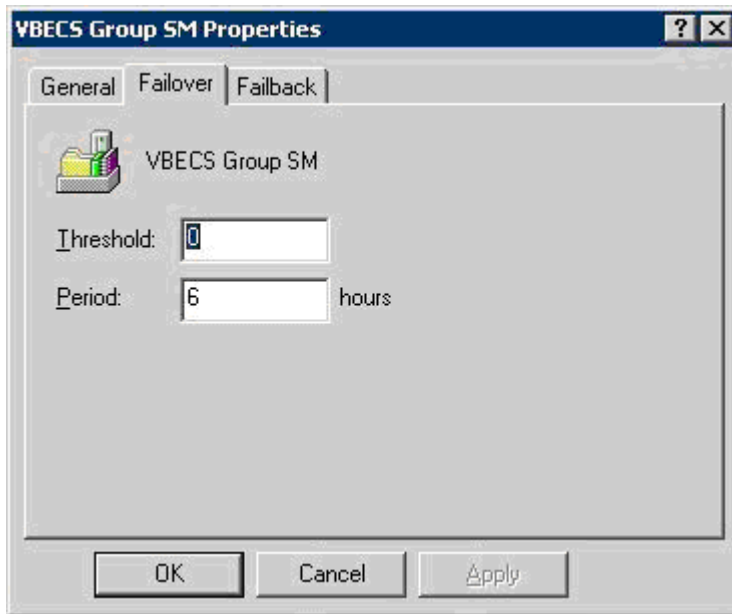 VBECS Group SM Properties
General Failover Failback
VBECS Group SM
Threshold: 0
Period: 6 hours
OK Cancel Apply